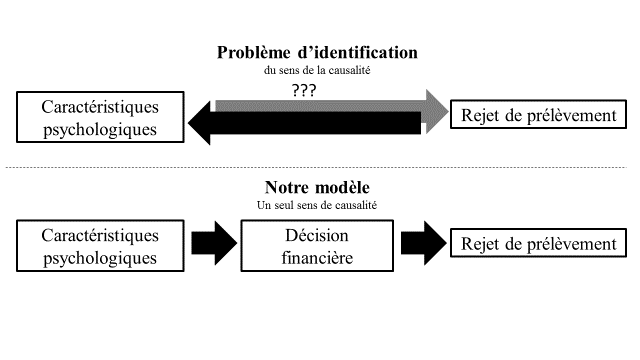 Problème d'identification
du sens de la causalité
???
Caractéristiques
psychologiques
Rejet de prélèvement
Notre modèle
Un seul sens de causalité
Caractéristiques
psychologiques
Décision
financière
Rejet de prélèvement